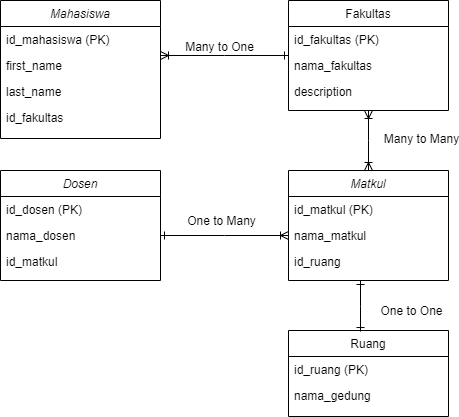 Mahasiswa
id_mahasiswa (PK)
first_name
last_name
id_fakultas
Many to One
Fakultas
id_fakultas (PK)
nama_fakultas
description
Many to Many
Dosen
id_dosen (PK)
nama_dosen
id_matkul
One to Many
Matkul
id_matkul (PK)
nama_matkul
id_ruang
One to One
Ruang
id_ruang (PK)
nama_gedung